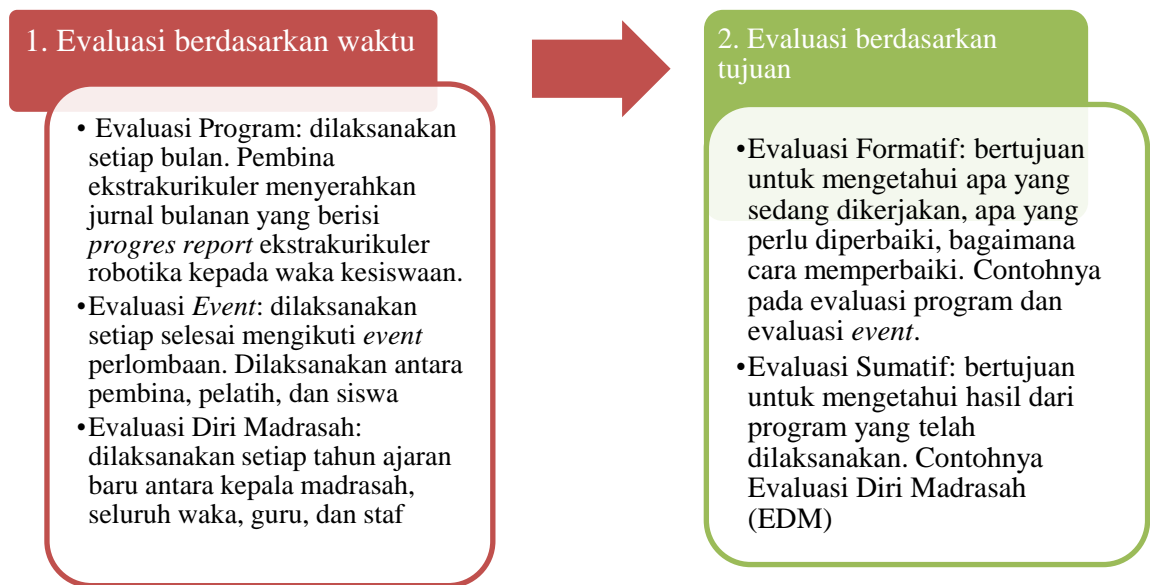 1. Evaluasi berdasarkan waktu
• Evaluasi Program: dilaksanakan
setiap bulan. Pembina
ekstrakurikuler menyerahkan
jurnal bulanan yang berisi
progres report ekstrakurikuler
robotika kepada waka kesiswaan.
•Evaluasi Event: dilaksanakan
setiap selesai mengikuti event
perlombaan. Dilaksanakan antara
pembina, pelatih, dan siswa
•Evaluasi Diri Madrasah:
dilaksanakan setiap tahun ajaran
baru antara kepala madrasah,
seluruh waka, guru, dan staf
2. Evaluasi berdasarkan
tujuan
•Evaluasi Formatif: bertujuan
untuk mengetahui apa yang
sedang dikerjakan, apa yang
perlu diperbaiki, bagaimana
cara memperbaiki. Contohnya
pada evaluasi program dan
evaluasi event.
•Evaluasi Sumatif: bertujuan
untuk mengetahui hasil dari
program yang telah
dilaksanakan. Contohnya
Evaluasi Diri Madrasah
(EDM)